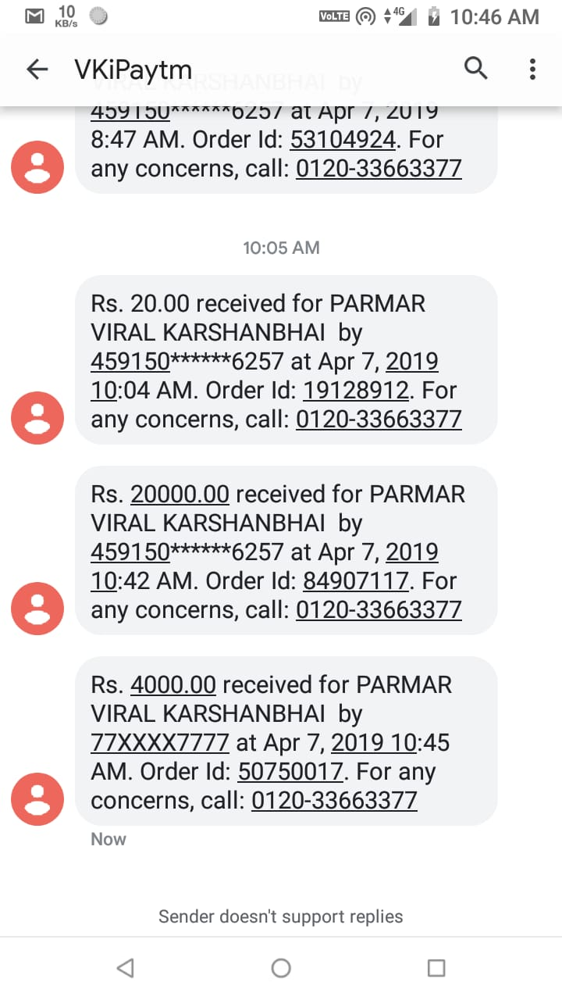 10
KB/s
VoLTE
4G
10:46 AM
VKiPaytm
VIRAL KARSHANBHAI by
459150******6257 at Apr 7, 2019
8:47 AM. Order Id: 53104924. For
any concerns, call: 0120-33663377
10:05 AM
Rs. 20.00 received for PARMAR
VIRAL KARSHANBHAI by
459150******6257 at Apr 7, 2019
10:04 AM. Order Id: 19128912. For
any concerns, call: 0120-33663377
Rs. 20000.00 received for PARMAR
VIRAL KARSHANBHAI by
459150******6257 at Apr 7, 2019
10:42 AM. Order Id: 84907117. For
any concerns, call: 0120-33663377
Rs. 4000.00 received for PARMAR
VIRAL KARSHANBHAI by
77XXXX7777 at Apr 7, 2019 10:45
AM. Order Id: 50750017. For any
concerns, call: 0120-33663377
Now
Sender doesn't support replies